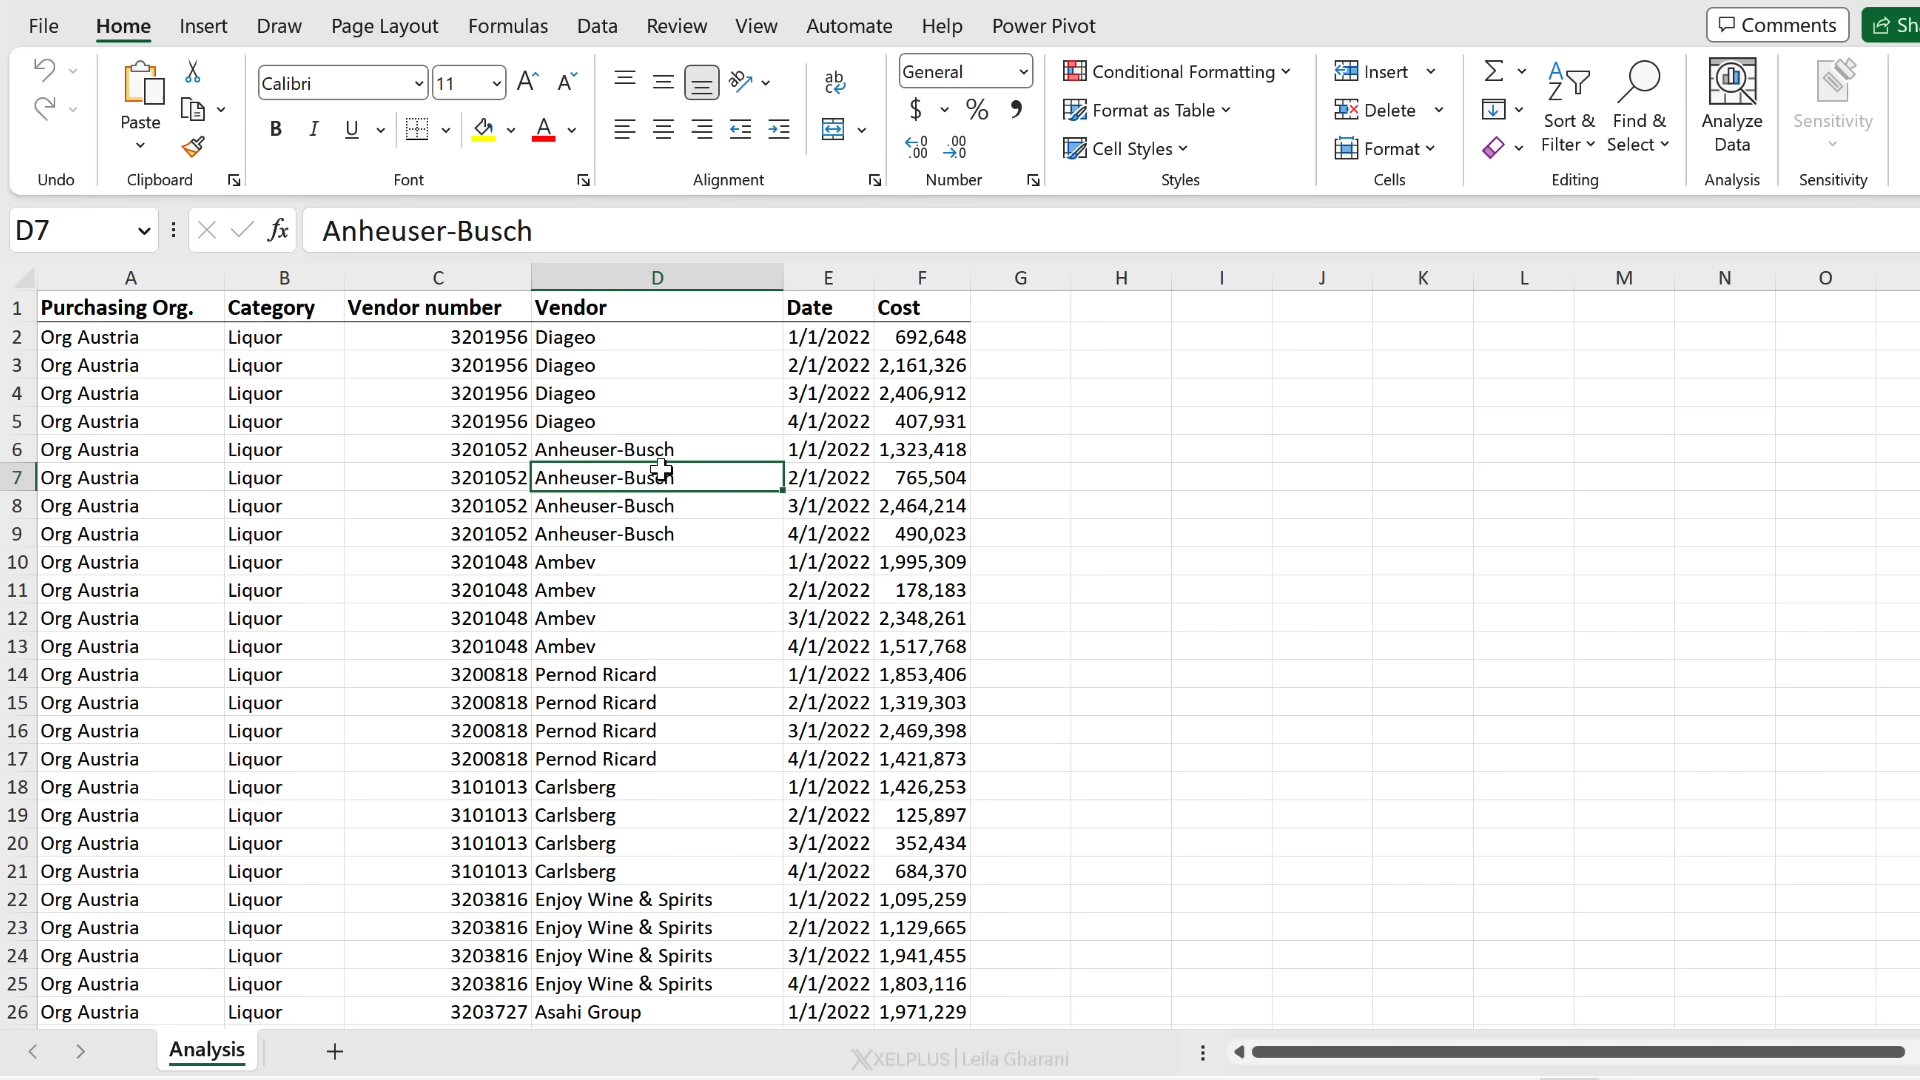 File Home Insert Draw Page Layout Formulas Data Review View Automate Help Power Pivot Comments
Calibri 11 General Conditional Formatting Insert
Paste Format as Table Delete Sort & Filter Find & Select Analyze Data Sensitivity
B I U A $ % Cell Styles Format
Undo Clipboard Font Alignment Number Styles Cells Editing Analysis Sensitivity
D7 fx Anheuser-Busch
A B C D E F G H I J K L M N O
1 Purchasing Org. Category Vendor number Vendor Date Cost
2 Org Austria Liquor 3201956 Diageo 1/1/2022 692,648
3 Org Austria Liquor 3201956 Diageo 2/1/2022 2,161,326
4 Org Austria Liquor 3201956 Diageo 3/1/2022 2,406,912
5 Org Austria Liquor 3201956 Diageo 4/1/2022 407,931
6 Org Austria Liquor 3201052 Anheuser-Busch 1/1/2022 1,323,418
7 Org Austria Liquor 3201052 Anheuser-Busch 2/1/2022 765,504
8 Org Austria Liquor 3201052 Anheuser-Busch 3/1/2022 2,464,214
9 Org Austria Liquor 3201052 Anheuser-Busch 4/1/2022 490,023
10 Org Austria Liquor 3201048 Ambev 1/1/2022 1,995,309
11 Org Austria Liquor 3201048 Ambev 2/1/2022 178,183
12 Org Austria Liquor 3201048 Ambev 3/1/2022 2,348,261
13 Org Austria Liquor 3201048 Ambev 4/1/2022 1,517,768
14 Org Austria Liquor 3200818 Pernod Ricard 1/1/2022 1,853,406
15 Org Austria Liquor 3200818 Pernod Ricard 2/1/2022 1,319,303
16 Org Austria Liquor 3200818 Pernod Ricard 3/1/2022 2,469,398
17 Org Austria Liquor 3200818 Pernod Ricard 4/1/2022 1,421,873
18 Org Austria Liquor 3101013 Carlsberg 1/1/2022 1,426,253
19 Org Austria Liquor 3101013 Carlsberg 2/1/2022 125,897
20 Org Austria Liquor 3101013 Carlsberg 3/1/2022 352,434
21 Org Austria Liquor 3101013 Carlsberg 4/1/2022 684,370
22 Org Austria Liquor 3203816 Enjoy Wine & Spirits 1/1/2022 1,095,259
23 Org Austria Liquor 3203816 Enjoy Wine & Spirits 2/1/2022 1,129,665
24 Org Austria Liquor 3203816 Enjoy Wine & Spirits 3/1/2022 1,941,455
25 Org Austria Liquor 3203816 Enjoy Wine & Spirits 4/1/2022 1,803,116
26 Org Austria Liquor 3203727 Asahi Group 1/1/2022 1,971,229
Analysis XELPLUS | Leila Gharani